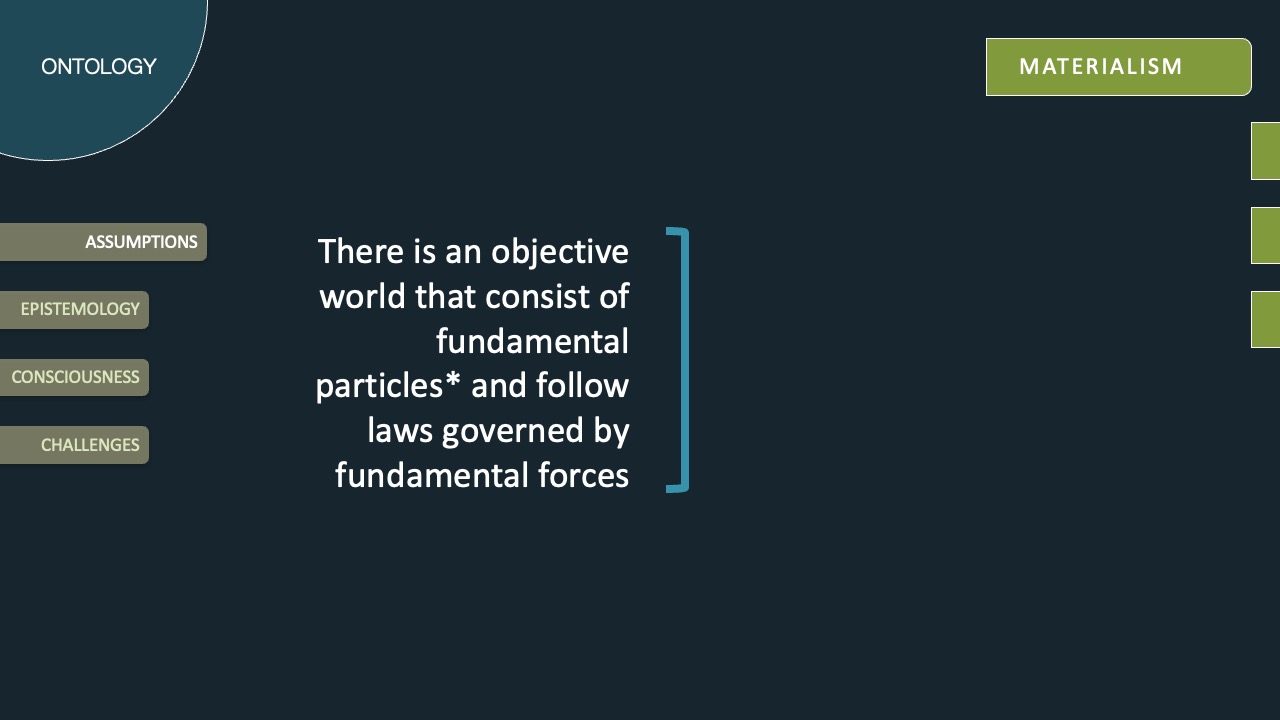 ONTOLOGY
MATERIALISM
ASSUMPTIONS
EPISTEMOLOGY
CONSCIOUSNESS
CHALLENGES
There is an objective
world that consist of
fundamental
particles* and follow
laws governed by
fundamental forces